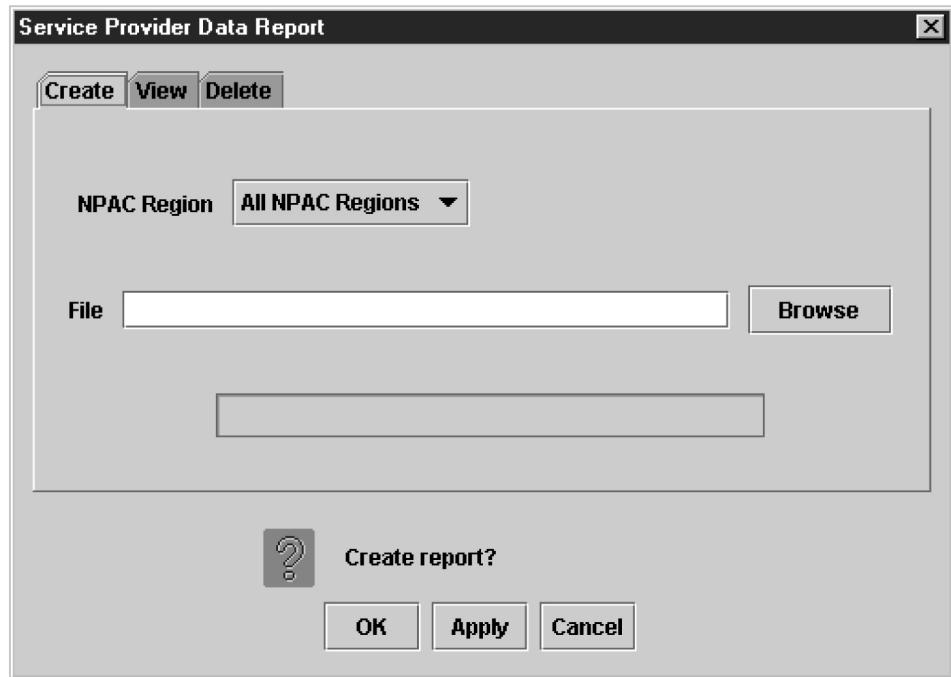 Service Provider Data Report
Create View Delete
NPAC Region All NPAC Regions
File Browse
Create report?
OK Apply Cancel